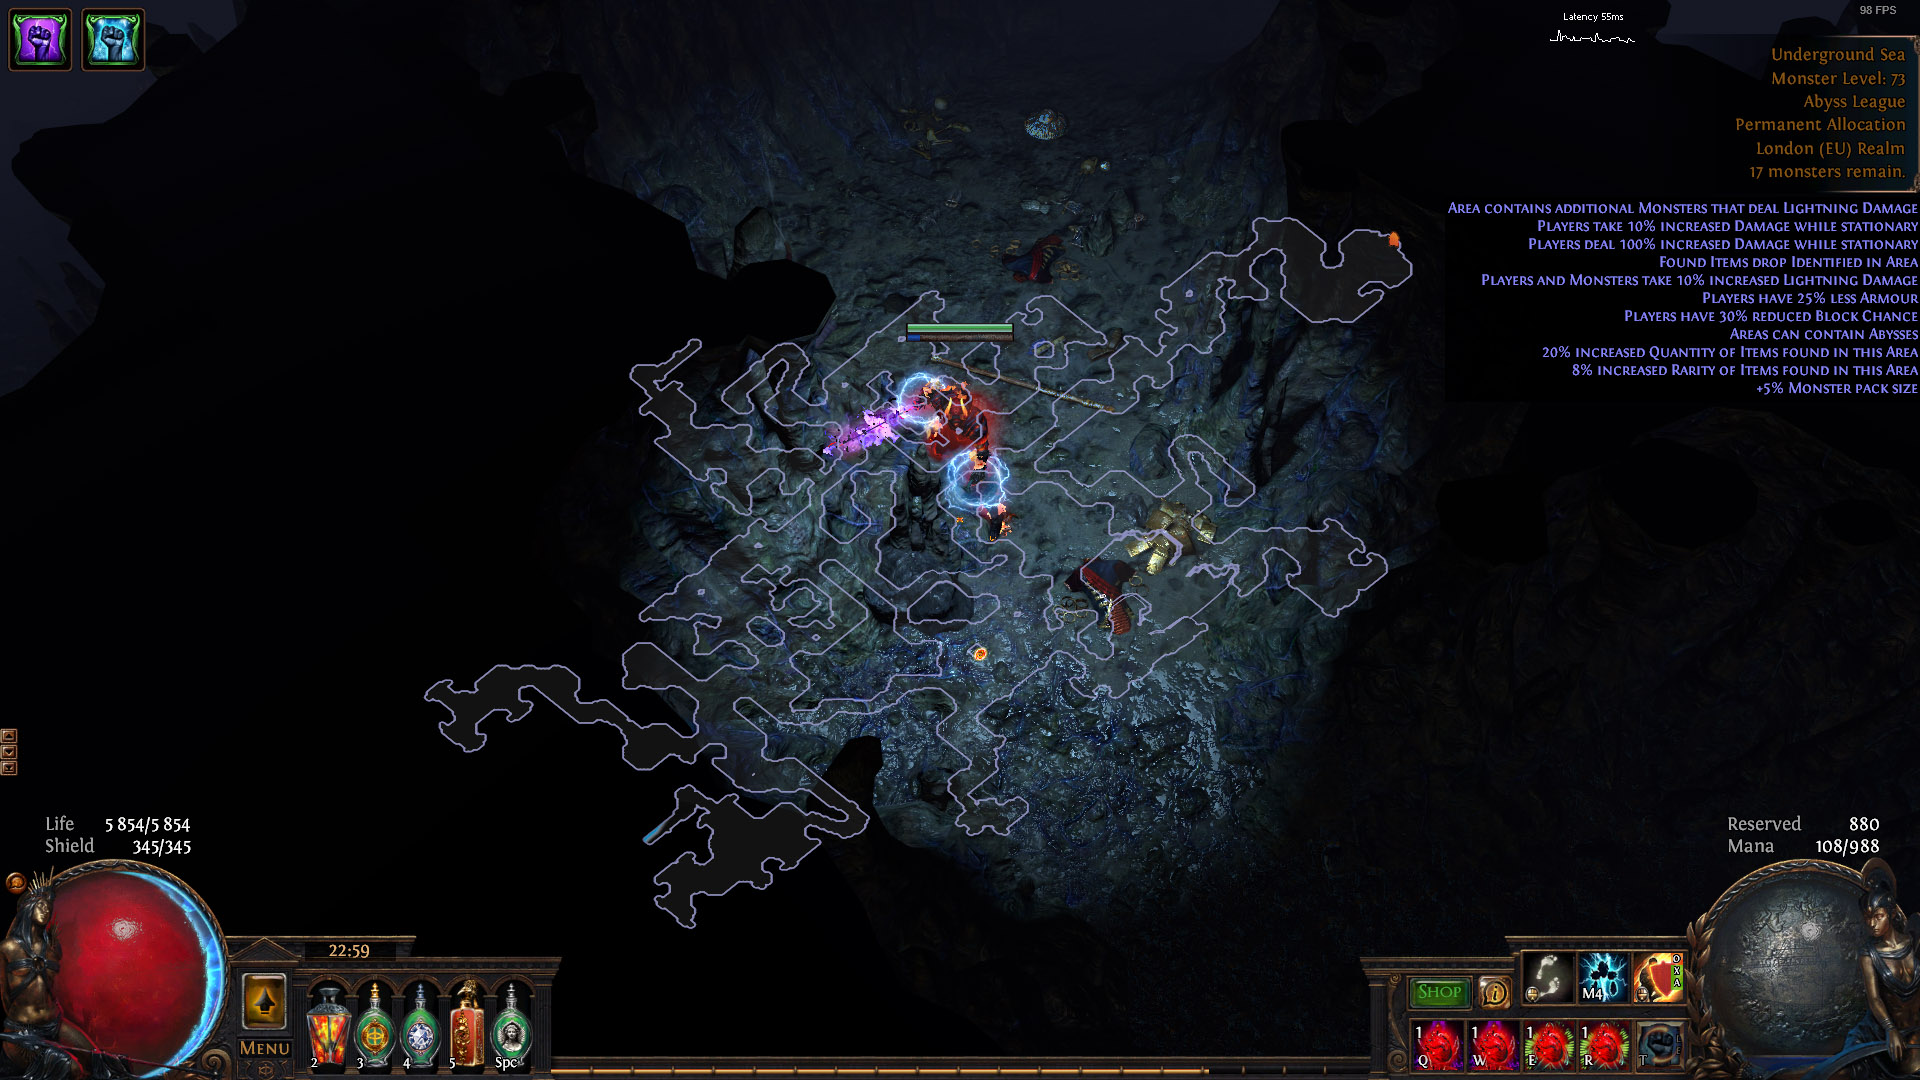 Latency 55ms
98 FPS
Underground Sea
Monster Level: 73
Abyss League
Permanent Allocation
London (EU) Realm
17 monsters remain.
Area contains additional Monsters that deal Lightning Damage
Players take 10% increased Damage while stationary
Players deal 100% increased Damage while stationary
Found Items drop Identified in Area
Players and Monsters take 10% increased Lightning Damage
Players have 25% less Armour
Players have 30% reduced Block Chance
Areas can contain Abysses
20% increased Quantity of Items found in this Area
8% increased Rarity of Items found in this Area
+5% Monster pack size
Life 5 854/5 854
Shield 345/345
Reserved 880
Mana 108/988
22:59
Menu
2 3 4 5 Spc
Shop
M4
O
X
A
1 1 1 1
Q W E R T